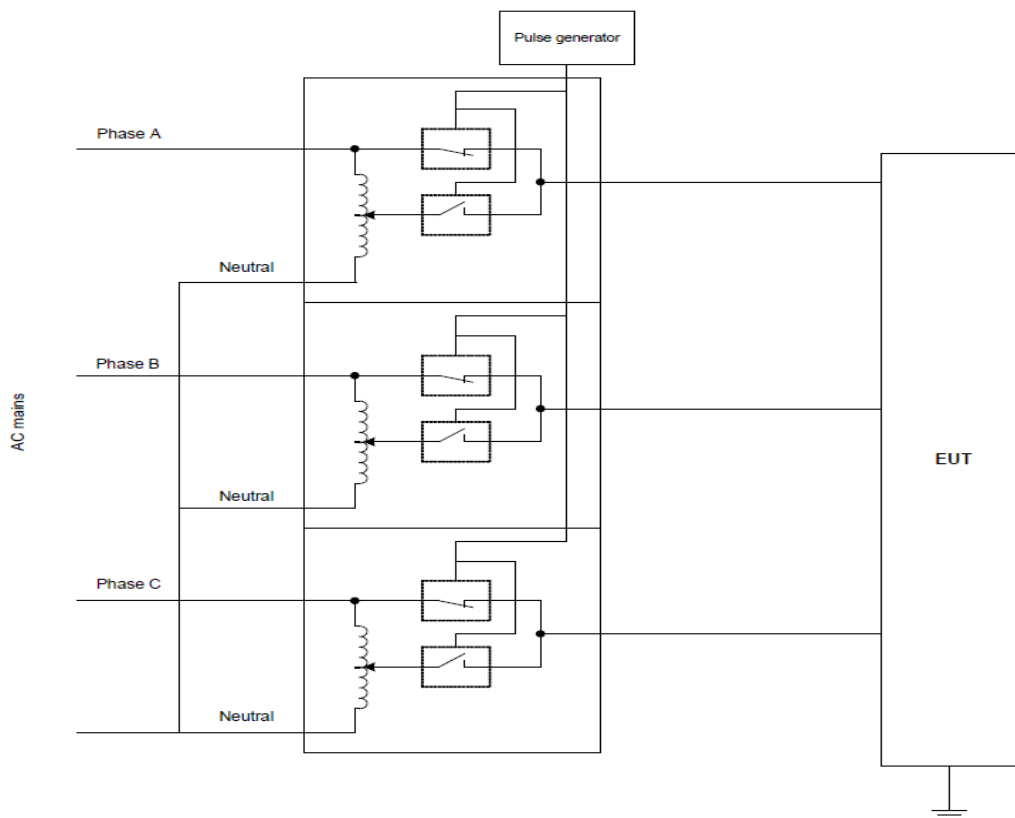 Pulse generator
Phase A
Neutral
Phase B
AC mains
EUT
Neutral
Phase C
Neutral